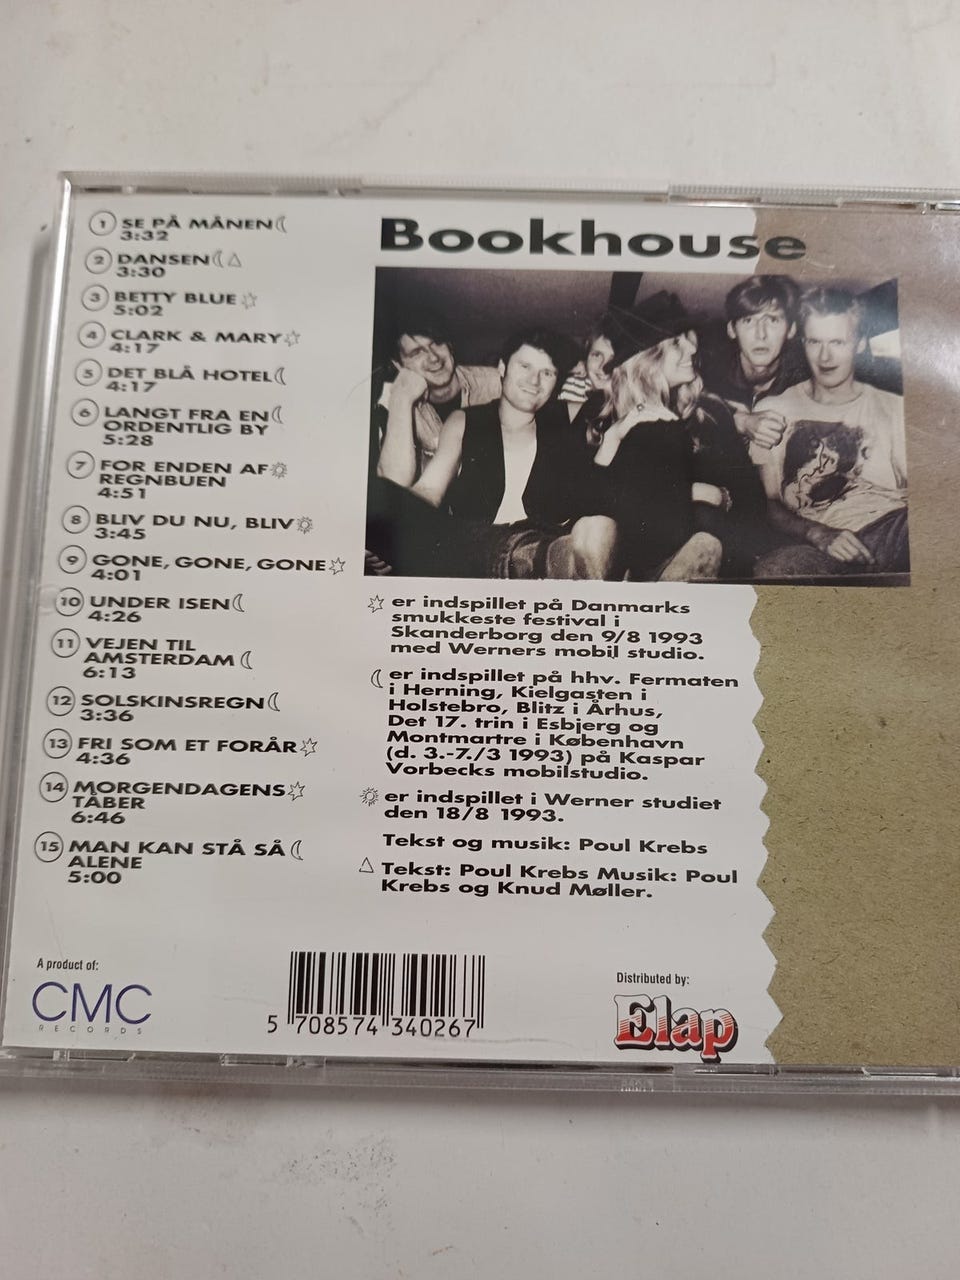 Bookhouse
1 SE PÅ MÅNEN
3:32
2 DANSEN
3:30
3 BETTY BLUE
5:02
4 CLARK & MARY
4:17
5 DET BLÅ HOTEL
4:17
6 LANGT FRA EN
ORDENTLIG BY
5:28
7 FOR ENDEN AF
REGNBUEN
4:51
8 BLIV DU NU, BLIV
3:45
9 GONE, GONE, GONE
4:01
10 UNDER ISEN
4:26
11 VEJEN TIL
AMSTERDAM
6:13
12 SOLSKINSREGN
3:36
13 FRI SOM ET FORÅR
4:36
14 MORGENDAGENS
TÅBER
6:46
15 MAN KAN STÅ SÅ
ALENE
5:00
er indspillet på Danmarks
smukkeste festival i
Skanderborg den 9/8 1993
med Werners mobil studio.
er indspillet på hhv. Fermaten
i Herning, Kielgasten i
Holstebro, Blitz i Århus,
Det 17. trin i Esbjerg og
Montmartre i København
(d. 3.-7./3 1993) på Kaspar
Vorbecks mobilstudio.
er indspillet i Werner studiet
den 18/8 1993.
Tekst og musik: Poul Krebs
Tekst: Poul Krebs Musik: Poul
Krebs og Knud Møller.
A product of:
CMC
RECORDS
5 708574 340267
Distributed by:
Elap